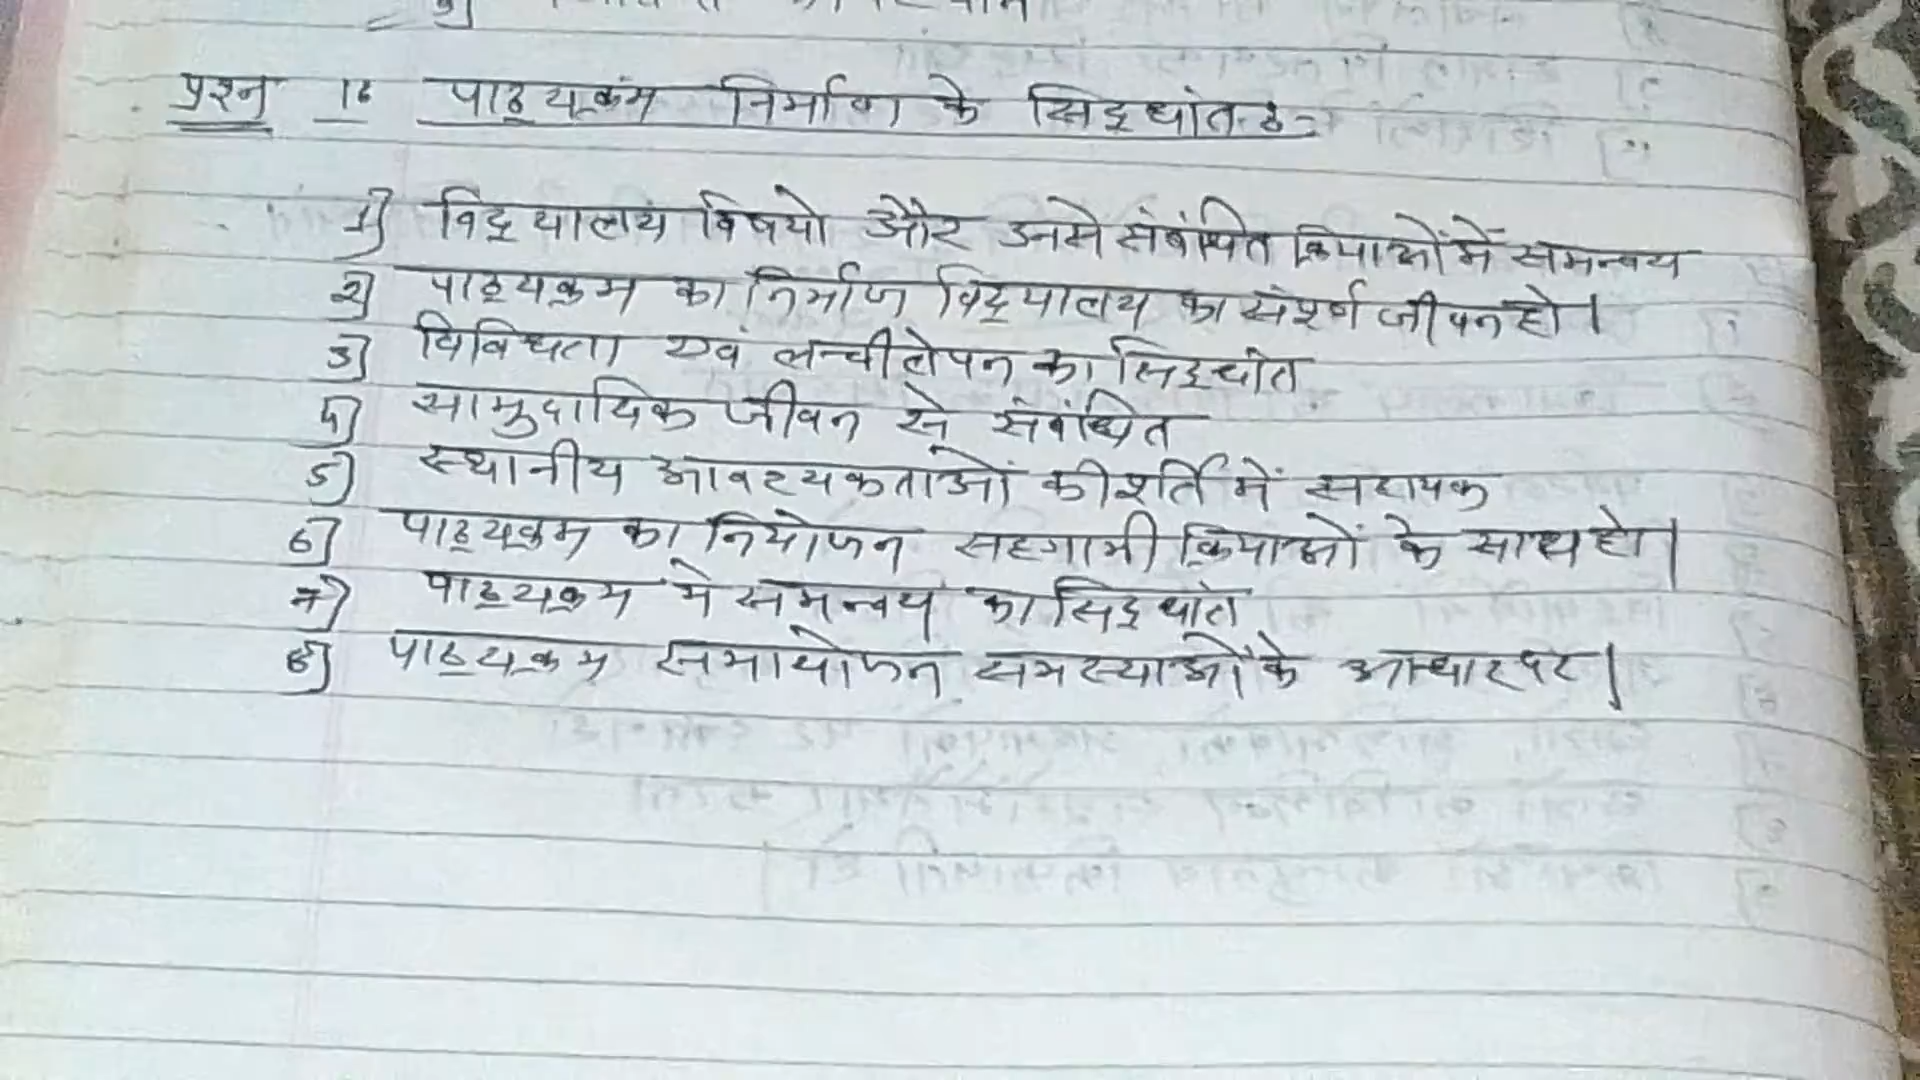 प्रश्न 16 पाठ्यक्रम निर्माण के सिद्धांत:-
1) विद्यालय विषयो और उनसे संबंधित क्रियाओं में समन्वय
2) पाठ्यक्रम का निर्माण विद्यालय का संपूर्ण जीवन हो।
3) विविधता एवं लचीलेपन का सिद्धांत
4) सामुदायिक जीवन से संबंधित
5) स्थानीय आवश्यकताओं की पूर्ति में सहायक
6) पाठ्यक्रम का नियोजन सहगामी क्रियाओं के साथ हो।
7) पाठ्यक्रम मे समन्वय का सिद्धांत
8) पाठ्यक्रम समायोजन समस्याओं के आधार पर।